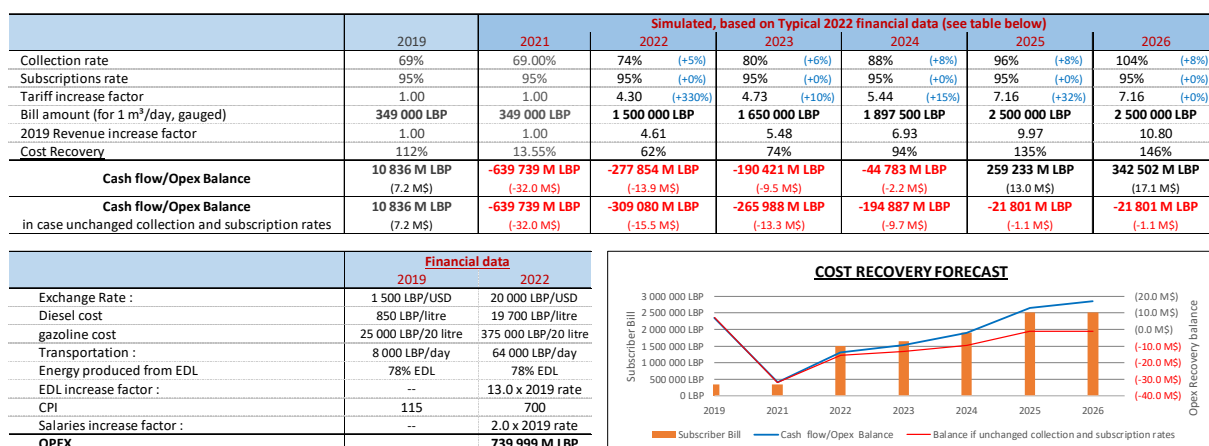 Simulated, based on Typical 2022 financial data (see table below)
2019 2021 2022 2023 2024 2025 2026
Collection rate 69% 69.00% 74% (+5%) 80% (+6%) 88% (+8%) 96% (+8%) 104% (+8%)
Subscriptions rate 95% 95% 95% (+0%) 95% (+0%) 95% (+0%) 95% (+0%) 95% (+0%)
Tariff increase factor 1.00 1.00 4.30 (+330%) 4.73 (+10%) 5.44 (+15%) 7.16 (+32%) 7.16 (+0%)
Bill amount (for 1 m³/day, gauged) 349 000 LBP 349 000 LBP 1 500 000 LBP 1 650 000 LBP 1 897 500 LBP 2 500 000 LBP 2 500 000 LBP
2019 Revenue increase factor 1.00 1.00 4.61 5.48 6.93 9.97 10.80
Cost Recovery 112% 13.55% 62% 74% 94% 135% 146%
Cash flow/Opex Balance 10 836 M LBP -639 739 M LBP -277 854 M LBP -190 421 M LBP -44 783 M LBP 259 233 M LBP 342 502 M LBP
(7.2 M$) (-32.0 M$) (-13.9 M$) (-9.5 M$) (-2.2 M$) (13.0 M$) (17.1 M$)
Cash flow/Opex Balance 10 836 M LBP -639 739 M LBP -309 080 M LBP -265 988 M LBP -194 887 M LBP -21 801 M LBP -21 801 M LBP
in case unchanged collection and subscription rates (7.2 M$) (-32.0 M$) (-15.5 M$) (-13.3 M$) (-9.7 M$) (-1.1 M$) (-1.1 M$)
Financial data
2019 2022
Exchange Rate : 1 500 LBP/USD 20 000 LBP/USD
Diesel cost 850 LBP/litre 19 700 LBP/litre
gazoline cost 25 000 LBP/20 litre 375 000 LBP/20 litre
Transportation : 8 000 LBP/day 64 000 LBP/day
Energy produced from EDL 78% EDL 78% EDL
EDL increase factor : -- 13.0 x 2019 rate
CPI 115 700
Salaries increase factor : -- 2.0 x 2019 rate
OPEX 739 999 M LBP
COST RECOVERY FORECAST
Subscriber Bill
3 000 000 LBP
2 500 000 LBP
2 000 000 LBP
1 500 000 LBP
1 000 000 LBP
500 000 LBP
0 LBP
(20.0 M$)
(10.0 M$)
(0.0 M$)
(-10.0 M$)
(-20.0 M$)
(-30.0 M$)
(-40.0 M$)
Opex Recovery balance
2019 2021 2022 2023 2024 2025 2026
Subscriber Bill Cash flow/Opex Balance Balance if unchanged collection and subscription rates